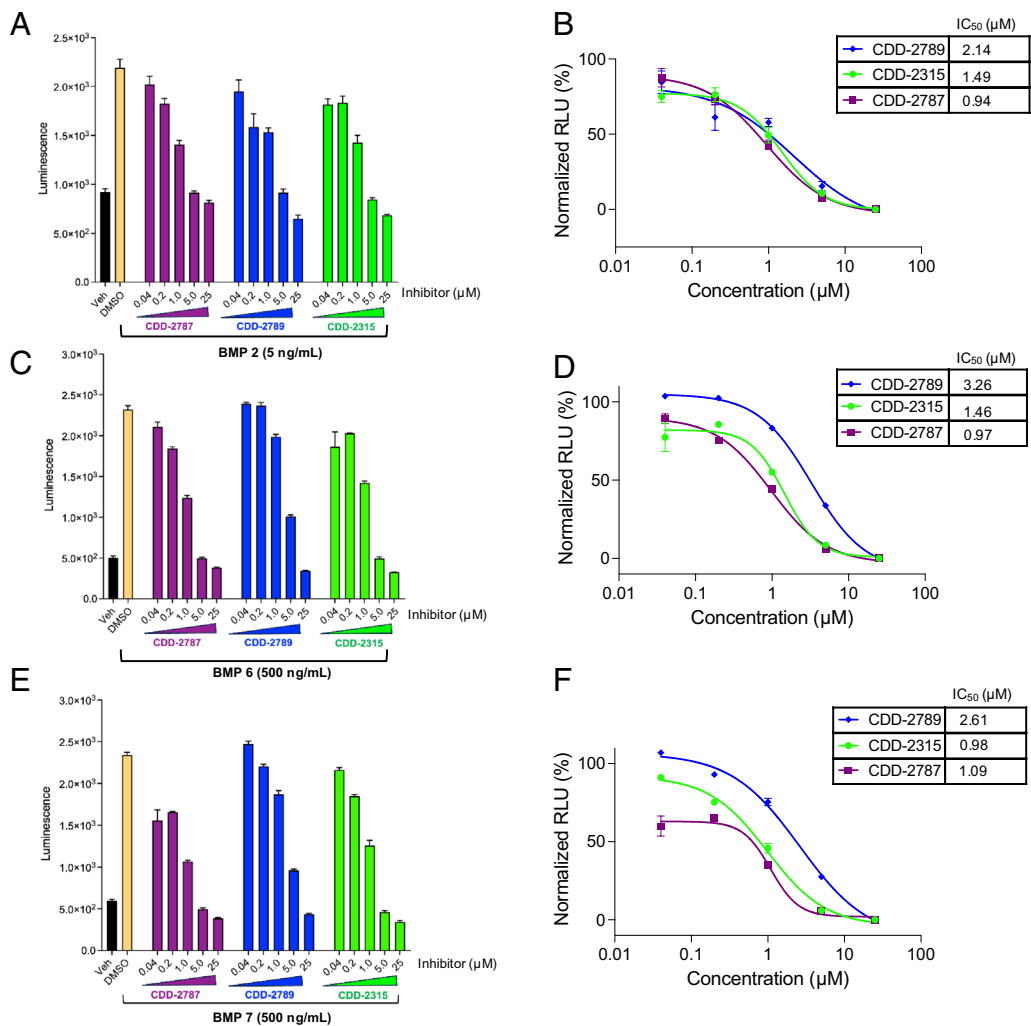 A
2.5×10³
2.0×10³
1.5×10³
1.0×10³
5.0×10²
0.0
Luminescence
Veh DMSO 0.04 0.2 1.0 5.0 25 0.04 0.2 1.0 5.0 25 0.04 0.2 1.0 5.0 25 Inhibitor (µM)
CDD-2787 CDD-2789 CDD-2315
BMP 2 (5 ng/mL)
B
IC₅₀ (µM)
CDD-2789 2.14
CDD-2315 1.49
CDD-2787 0.94
100
50
0
Normalized RLU (%)
0.01 0.1 1 10 100
Concentration (µM)
C
3.0×10³
2.5×10³
2.0×10³
1.5×10³
1.0×10³
5.0×10²
0.0
Luminescence
Veh DMSO 0.04 0.2 1.0 5.0 25 0.04 0.2 1.0 5.0 25 0.04 0.2 1.0 5.0 25 Inhibitor (µM)
CDD-2787 CDD-2789 CDD-2315
BMP 6 (500 ng/mL)
D
IC₅₀ (µM)
CDD-2789 3.26
CDD-2315 1.46
CDD-2787 0.97
100
50
0
Normalized RLU (%)
0.01 0.1 1 10 100
Concentration (µM)
E
3.0×10³
2.5×10³
2.0×10³
1.5×10³
1.0×10³
5.0×10²
0.0
Luminescence
Veh DMSO 0.04 0.2 1.0 5.0 25 0.04 0.2 1.0 5.0 25 0.04 0.2 1.0 5.0 25 Inhibitor (µM)
CDD-2787 CDD-2789 CDD-2315
BMP 7 (500 ng/mL)
F
IC₅₀ (µM)
CDD-2789 2.61
CDD-2315 0.98
CDD-2787 1.09
100
50
0
Normalized RLU (%)
0.01 0.1 1 10 100
Concentration (µM)